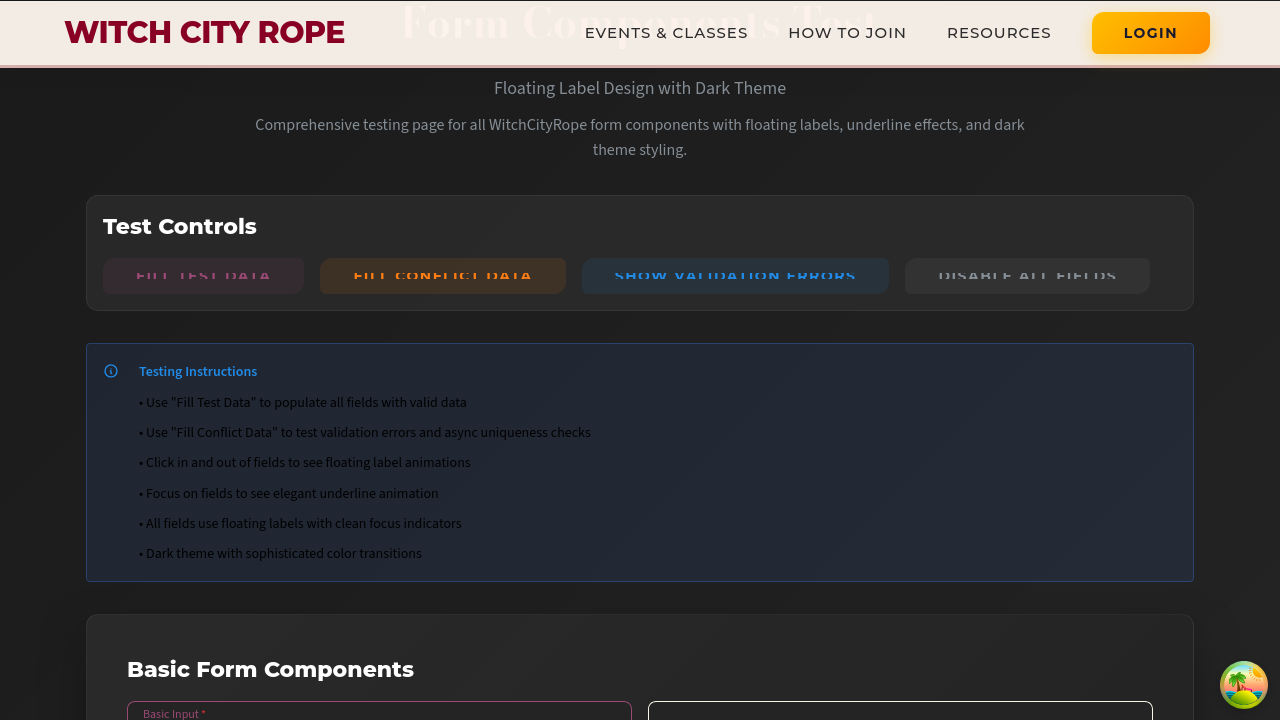 WITCH CITY ROPE
Form Components Test
EVENTS & CLASSES
HOW TO JOIN
RESOURCES
LOGIN
Floating Label Design with Dark Theme
Comprehensive testing page for all WitchCityRope form components with floating labels, underline effects, and dark
theme styling.
Test Controls
FILL TEST DATA
FILL CONFLICT DATA
SHOW VALIDATION ERRORS
DISABLE ALL FIELDS
Testing Instructions
• Use "Fill Test Data" to populate all fields with valid data
• Use "Fill Conflict Data" to test validation errors and async uniqueness checks
• Click in and out of fields to see floating label animations
• Focus on fields to see elegant underline animation
• All fields use floating labels with clean focus indicators
• Dark theme with sophisticated color transitions
Basic Form Components
Basic Input *